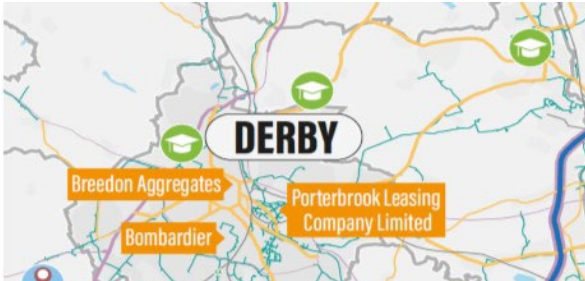 DERBY
Breedon Aggregates
Porterbrook Leasing
Company Limited
Bombardier